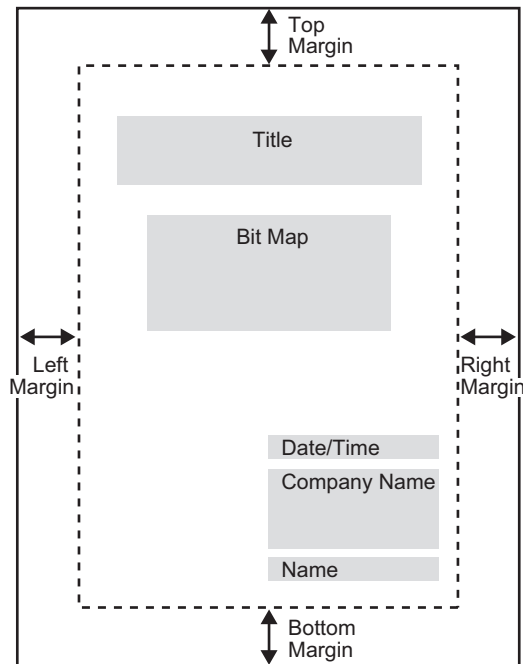 Top
Margin
Title
Bit Map
Left
Margin
Right
Margin
Date/Time
Company Name
Name
Bottom
Margin